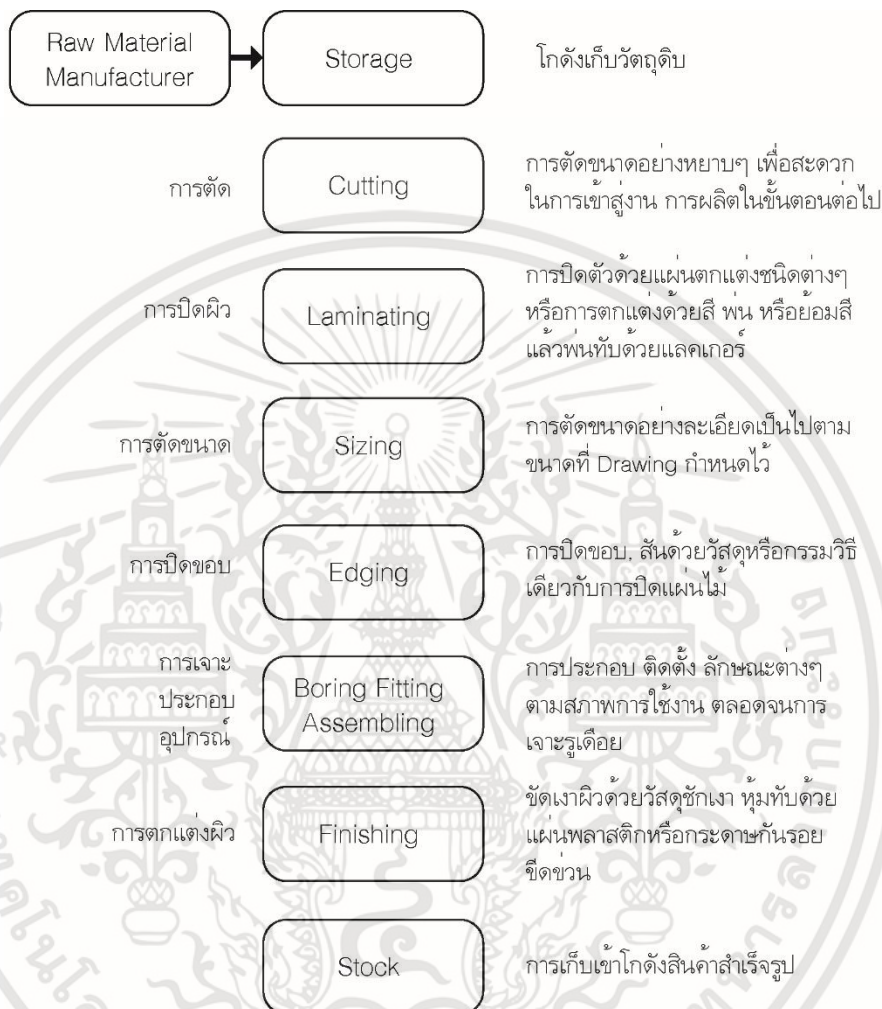 Raw Material
Manufacturer
Storage
โกดังเก็บวัตถุดิบ
การตัด
Cutting
การตัดขนาดอย่างหยาบๆ เพื่อสะดวก
ในการเข้าสู่งาน การผลิตในขั้นตอนต่อไป
การปิดผิว
Laminating
การปิดตัวด้วยแผ่นตกแต่งชนิดต่างๆ
หรือการตกแต่งด้วยสี พ่น หรือย้อมสี
แล้วพ่นทับด้วยแลคเกอร์
การตัดขนาด
Sizing
การตัดขนาดอย่างละเอียดเป็นไปตาม
ขนาดที่ Drawing กำหนดไว้
การปิดขอบ
Edging
การปิดขอบ, สันด้วยวัสดุหรือกรรมวิธี
เดียวกับการปิดแผ่นไม้
การเจาะ
ประกอบ
อุปกรณ์
Boring Fitting
Assembling
การประกอบ ติดตั้ง ลักษณะต่างๆ
ตามสภาพการใช้งาน ตลอดจนการ
เจาะรูเดือย
การตกแต่งผิว
Finishing
ขัดเงาผิวด้วยวัสดุชักเงา หุ้มทับด้วย
แผ่นพลาสติกหรือกระดาษกันรอย
ขีดข่วน
Stock
การเก็บเข้าโกดังสินค้าสำเร็จรูป